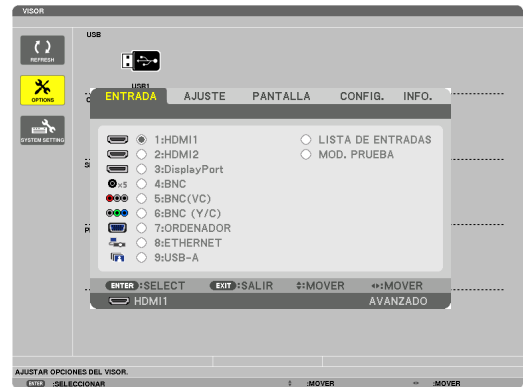 VISOR
USB
REFRESH
USB1
OPTIONS
ENTRADA AJUSTE PANTALLA CONFIG. INFO.
SYSTEM SETTING
1:HDMI1 LISTA DE ENTRADAS
2:HDMI2 MOD. PRUEBA
3:DisplayPort
×5 4:BNC
5:BNC(VC)
6:BNC (Y/C)
7:ORDENADOR
8:ETHERNET
9:USB-A
ENTER :SELECT EXIT :SALIR :MOVER :MOVER
HDMI1 AVANZADO
AJUSTAR OPCIONES DEL VISOR.
ENTER :SELECCIONAR :MOVER :MOVER